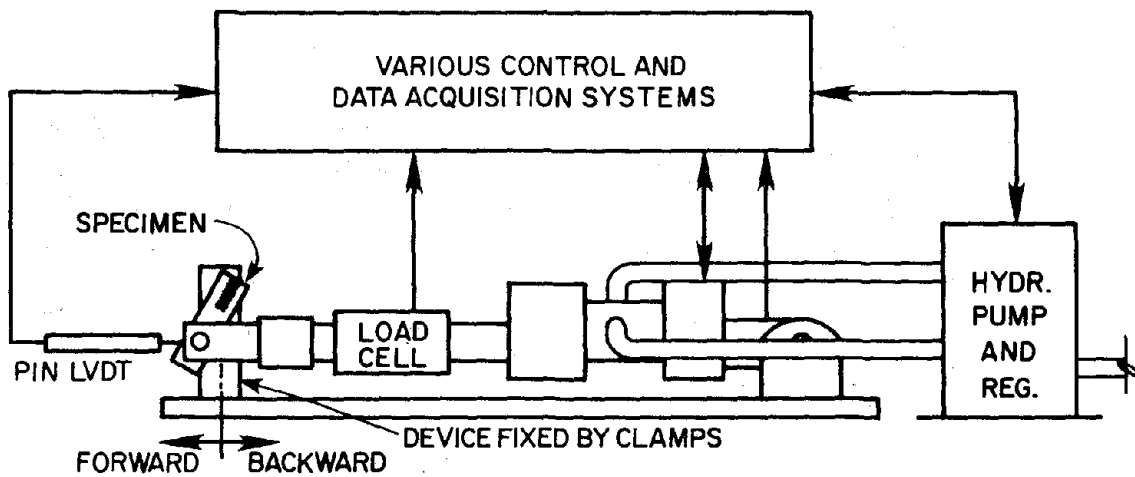 VARIOUS CONTROL AND
DATA ACQUISITION SYSTEMS
SPECIMEN
LOAD
CELL
HYDR.
PUMP
AND
REG.
PIN LVDT
DEVICE FIXED BY CLAMPS
FORWARD BACKWARD